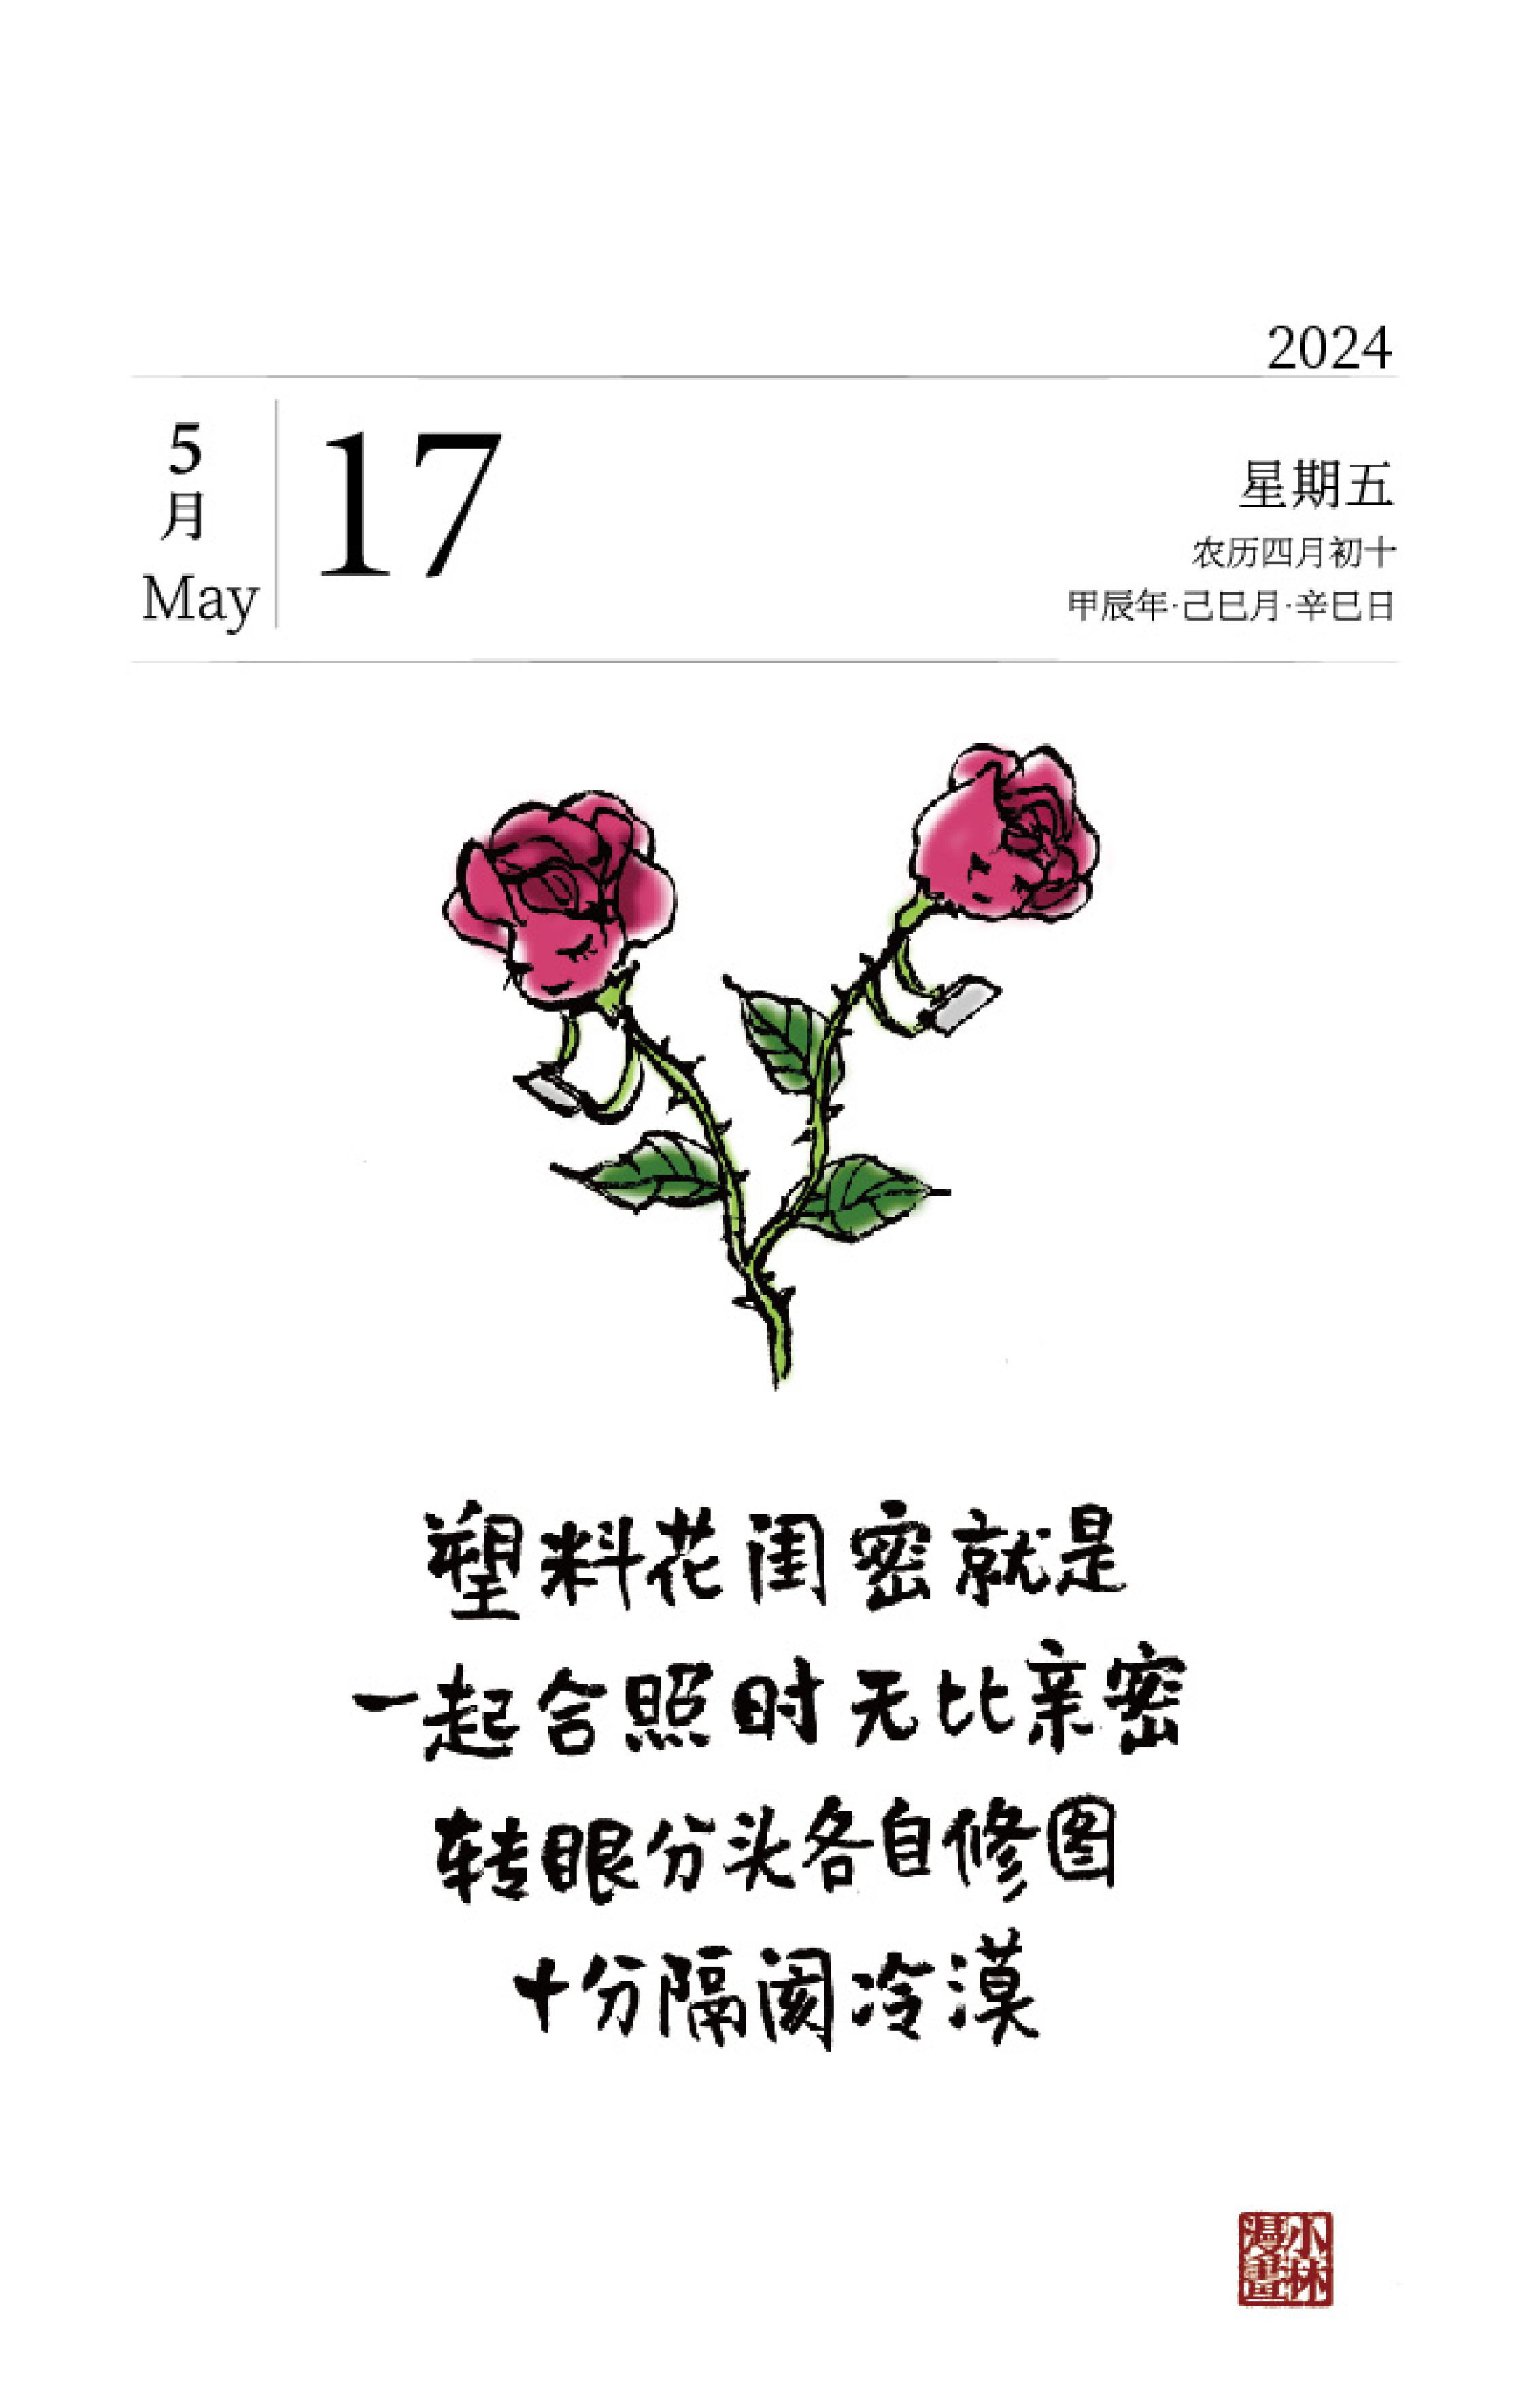 2024
5
月
May
17
星期五
农历四月初十
甲辰年·己巳月·辛巳日
塑料花闺密就是
一起合照时无比亲密
转眼分头各自修图
十分隔阂冷漠
小林
漫畫